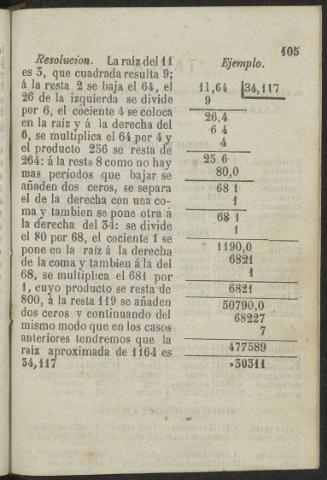 105
Resolucion. La raíz del 11
es 3, que cuadrada resulta 9;
á la resta 2 se baja el 64, el
26 de la izquierda se divide
por 6, el cociente 4 se coloca
en la raíz y á la derecha del
6, se multiplica el 64 por 4 y
el producto 256 se resta de
264: á la resta 8 como no hay
mas períodos que bajar se
añaden dos ceros, se separa
el de la derecha con una co-
ma y tambien se pone otra á
la derecha del 34: se divide
el 80 por 68, el cociente 1 se
pone en la raíz á la derecha
de la coma y tambien á la del
68, se multiplica el 681 por
1, cuyo producto se resta de
800, á la resta 119 se añaden
dos ceros y continuando del
mismo modo que en los casos
anteriores tendremos que la
raíz aproximada de 1164 es
34,117
Ejemplo.
11,64 34,117
9
26,4
6 4
4
25 6
80,0
68 1
1
68 1
1
1190,0
6821
1
6821
50790,0
68227
7
477589
30311